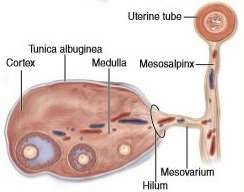 Uterine tube
Tunica albuginea
Cortex
Medulla
Mesosalpinx
Mesovarium
Hilum